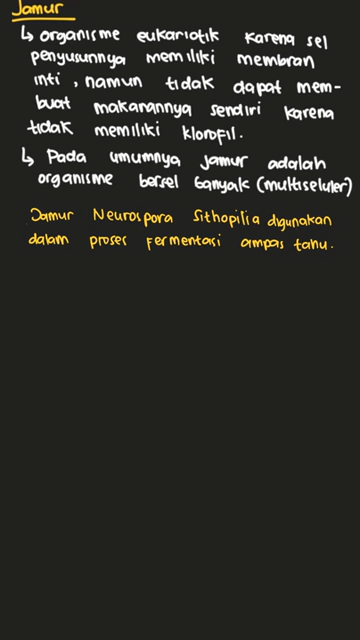 Jamur
↳ organisme eukariotik karena sel
penyusunnya memiliki membran
inti, namun tidak dapat mem-
buat makanannya sendiri karena
tidak memiliki klorofil.
↳ Pada umumnya jamur adalah
organisme bersel banyak (multiseluler)
Jamur Neurospora Sithopilia digunakan
dalam proses fermentasi ampas tahu.